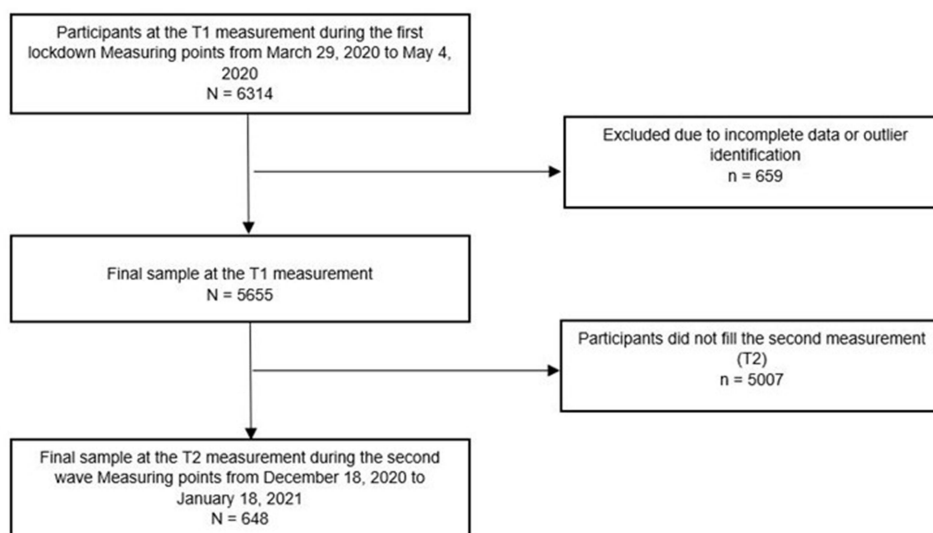 Participants at the T1 measurement during the first
lockdown Measuring points from March 29, 2020 to May 4,
2020
N = 6314
Excluded due to incomplete data or outlier
identification
n = 659
Final sample at the T1 measurement
N = 5655
Participants did not fill the second measurement
(T2)
n = 5007
Final sample at the T2 measurement during the second
wave Measuring points from December 18, 2020 to
January 18, 2021
N = 648